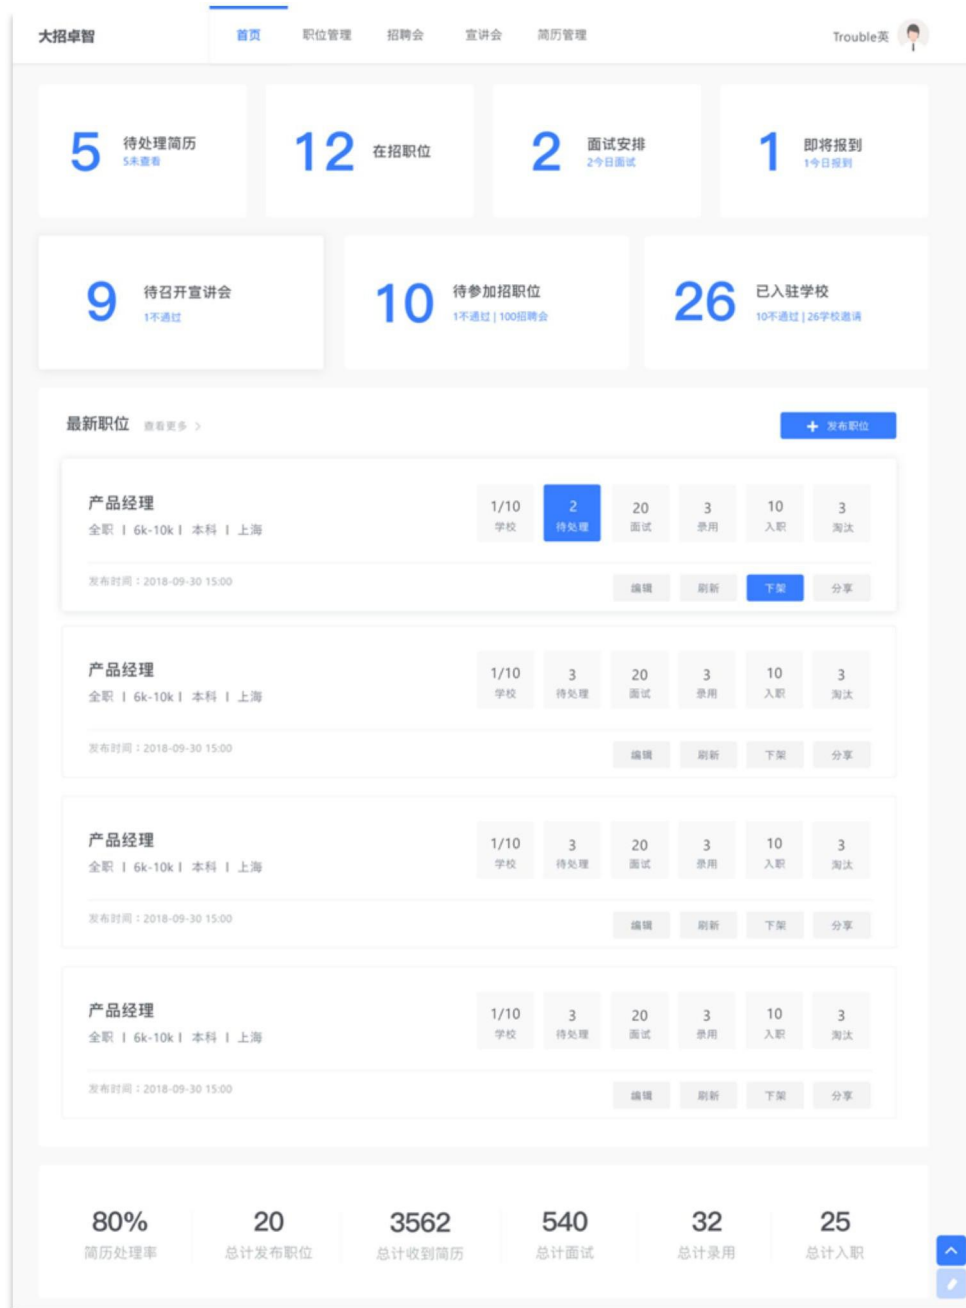 大招卓智 首页 职位管理 招聘会 宣讲会 简历管理 Trouble英
5 待处理简历
5未查看
12 在招职位
2 面试安排
2今日面试
1 即将报到
1今日报到
9 待召开宣讲会
1不通过
10 待参加招职位
1不通过 | 100招聘会
26 已入驻学校
10不通过 | 26学校邀请
最新职位 查看更多 > + 发布职位
产品经理
全职 | 6k-10k | 本科 | 上海
1/10 2 20 3 10 3
学校 待处理 面试 录用 入职 淘汰
发布时间：2018-09-30 15:00
编辑 刷新 下架 分享
产品经理
全职 | 6k-10k | 本科 | 上海
1/10 3 20 3 10 3
学校 待处理 面试 录用 入职 淘汰
发布时间：2018-09-30 15:00
编辑 刷新 下架 分享
产品经理
全职 | 6k-10k | 本科 | 上海
1/10 3 20 3 10 3
学校 待处理 面试 录用 入职 淘汰
发布时间：2018-09-30 15:00
编辑 刷新 下架 分享
产品经理
全职 | 6k-10k | 本科 | 上海
1/10 3 20 3 10 3
学校 待处理 面试 录用 入职 淘汰
发布时间：2018-09-30 15:00
编辑 刷新 下架 分享
80% 20 3562 540 32 25
简历处理率 总计发布职位 总计收到简历 总计面试 总计录用 总计入职